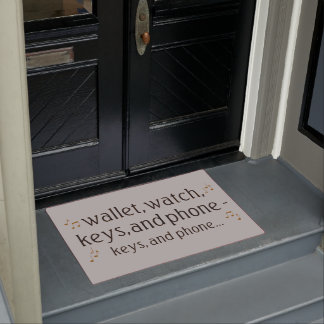 wallet, watch,
keys, and phone -
keys, and phone...